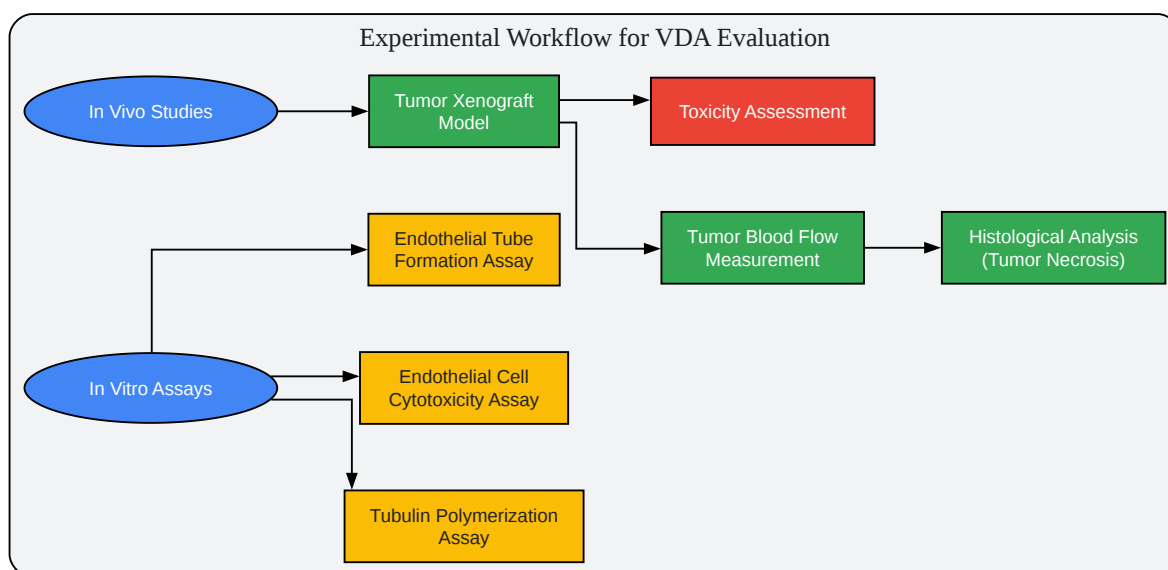 Experimental Workflow for VDA Evaluation
In Vivo Studies
Tumor Xenograft
Model
Toxicity Assessment
Endothelial Tube
Formation Assay
Tumor Blood Flow
Measurement
Histological Analysis
(Tumor Necrosis)
In Vitro Assays
Endothelial Cell
Cytotoxicity Assay
Tubulin Polymerization
Assay